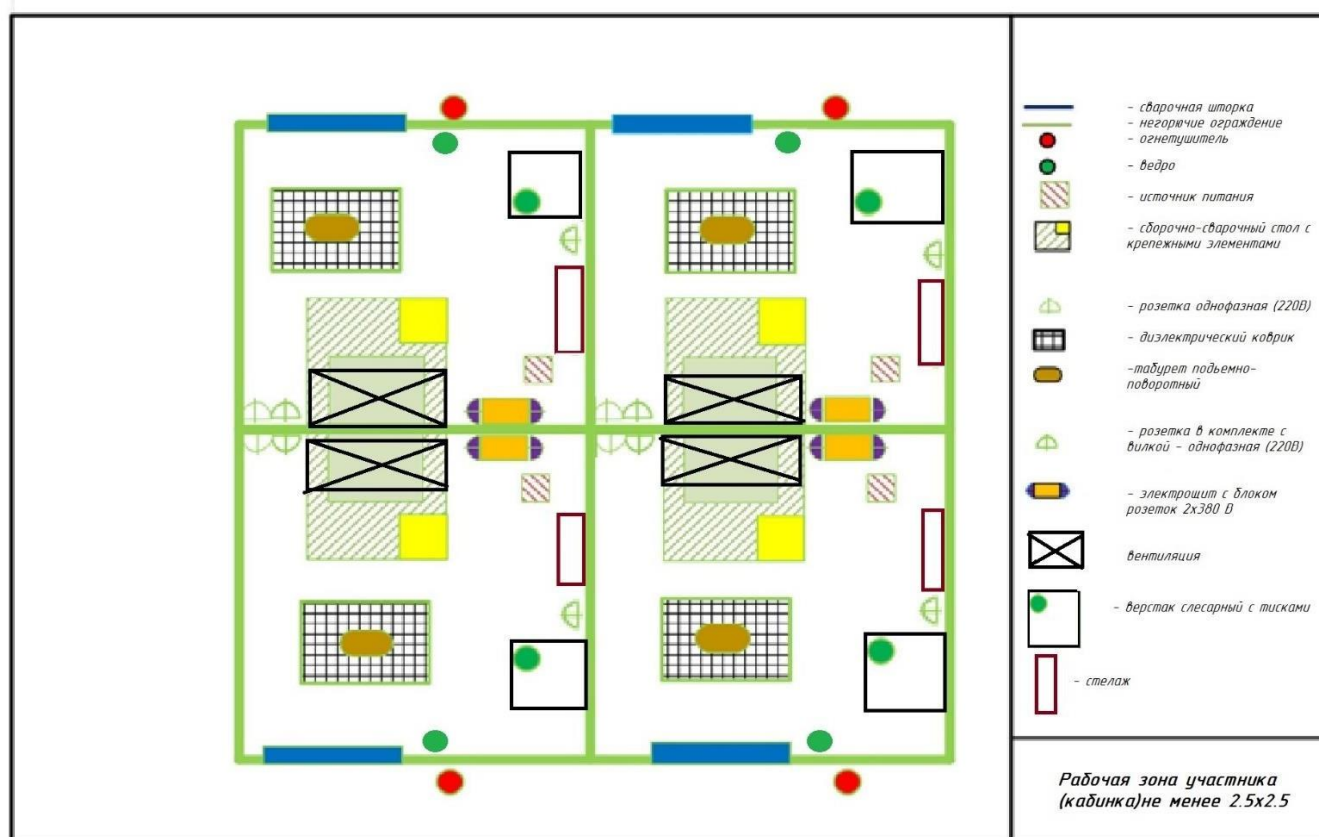 - сварочная шторка
- негорючие ограждение
- огнетушитель
- ведро
- источник питания
- сборочно-сварочный стол с
крепежными элементами
- розетка однофазная (220В)
- диэлектрический коврик
-табурет подьемно-
поворотный
- розетка в комплекте с
вилкой - однофазная (220В)
- электрощит с блоком
розеток 2х380 В
вентиляция
- верстак слесарный с тисками
- стелаж
Рабочая зона участника
(кабинка)не менее 2.5х2.5